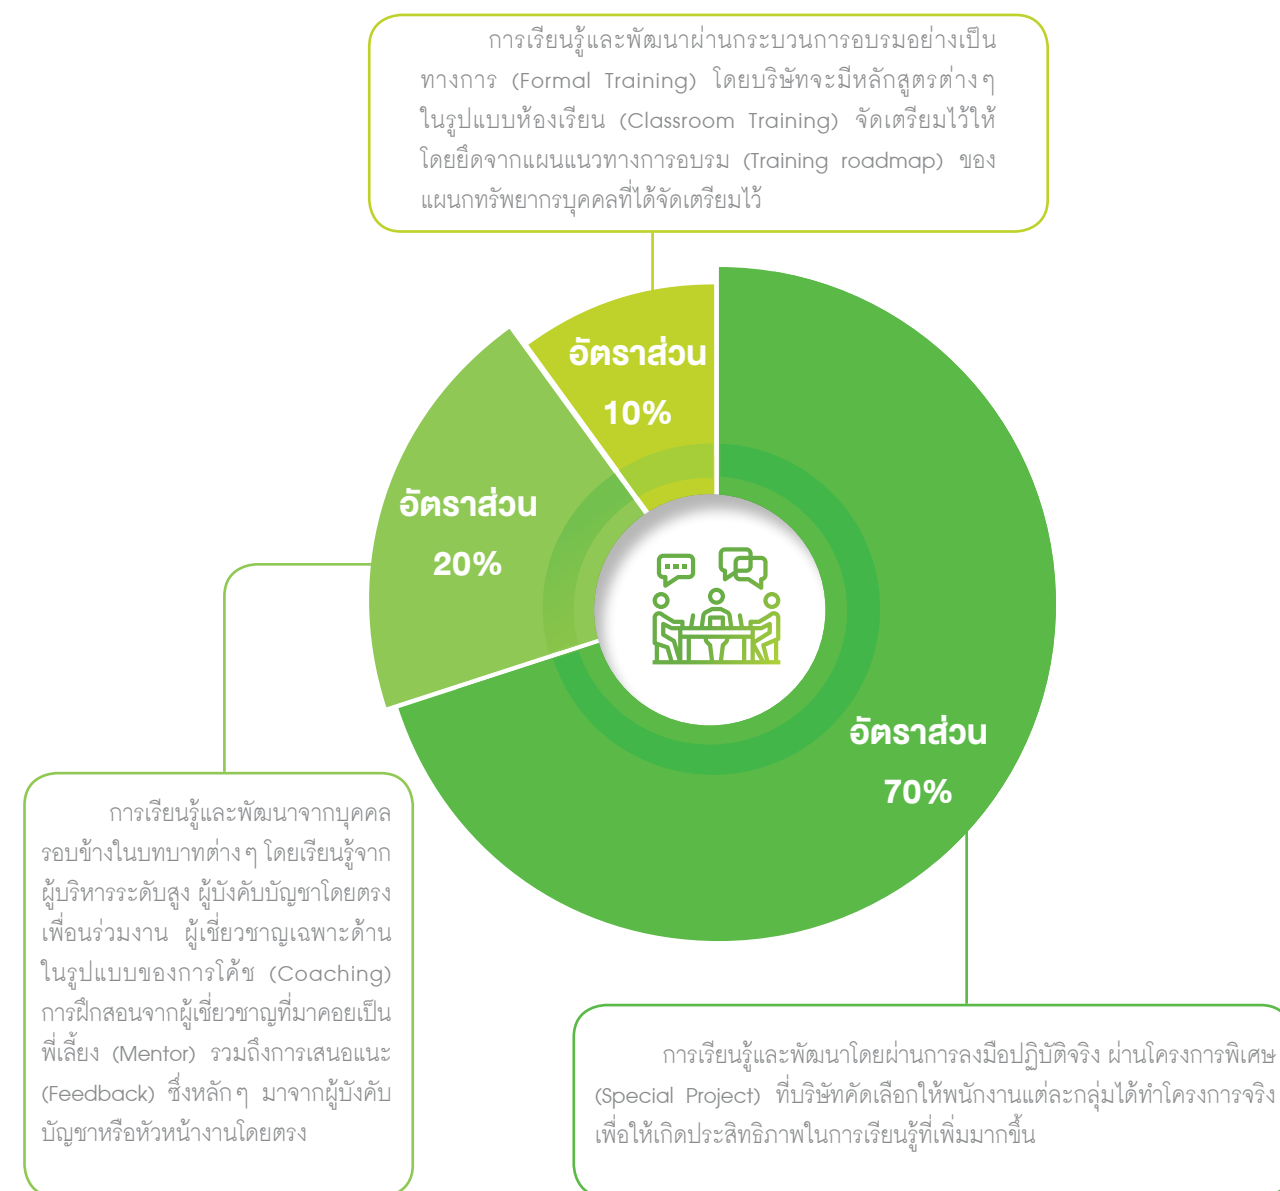 การเรียนรู้และพัฒนาผ่านกระบวนการอบรมอย่างเป็น
ทางการ (Formal Training) โดยบริษัทจะมีหลักสูตรต่างๆ
ในรูปแบบห้องเรียน (Classroom Training) จัดเตรียมไว้ให้
โดยยึดจากแผนแนวทางการอบรม (Training roadmap) ของ
แผนกทรัพยากรบุคคลที่ได้จัดเตรียมไว้
อัตราส่วน
10%
อัตราส่วน
20%
อัตราส่วน
70%
การเรียนรู้และพัฒนาจากบุคคล
รอบข้างในบทบาทต่างๆ โดยเรียนรู้จาก
ผู้บริหารระดับสูง ผู้บังคับบัญชาโดยตรง
เพื่อนร่วมงาน ผู้เชี่ยวชาญเฉพาะด้าน
ในรูปแบบของการโค้ช (Coaching)
การฝึกสอนจากผู้เชี่ยวชาญที่มาคอยเป็น
พี่เลี้ยง (Mentor) รวมถึงการเสนอแนะ
(Feedback) ซึ่งหลักๆ มาจากผู้บังคับ
บัญชาหรือหัวหน้างานโดยตรง
การเรียนรู้และพัฒนาโดยผ่านการลงมือปฏิบัติจริง ผ่านโครงการพิเศษ
(Special Project) ที่บริษัทคัดเลือกให้พนักงานแต่ละกลุ่มได้ทำโครงการจริง
เพื่อให้เกิดประสิทธิภาพในการเรียนรู้ที่เพิ่มมากขึ้น